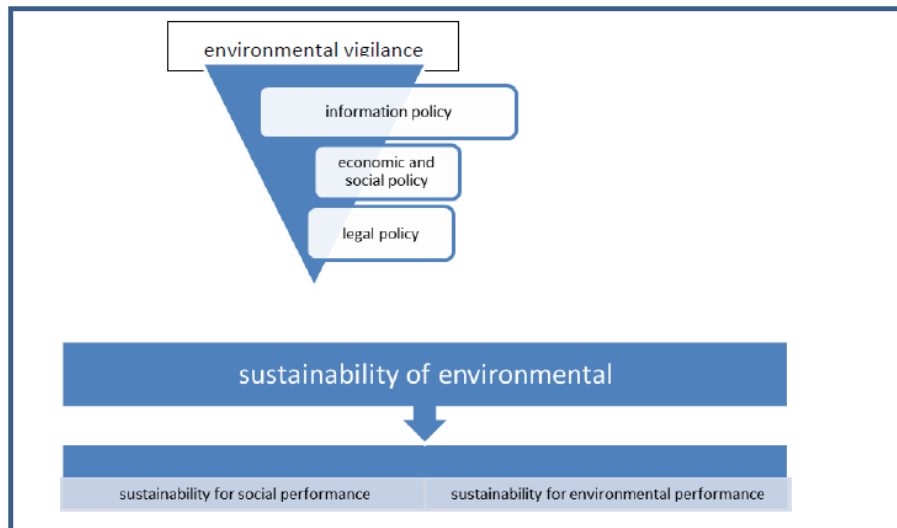 environmental vigilance
information policy
economic and
social policy
legal policy
sustainability of environmental
sustainability for social performance
sustainability for environmental performance